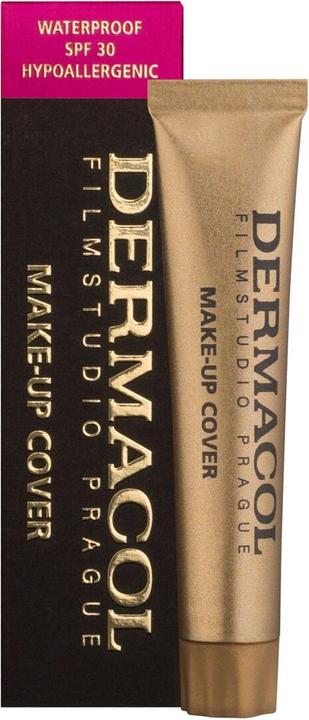 WATERPROOF
SPF 30
HYPOALLERGENIC
DERMACOL
FILMSTUDIO PRAGUE
MAKE-UP COVER
DERMACOL
FILMSTUDIO PRAGUE
MAKE-UP COVER